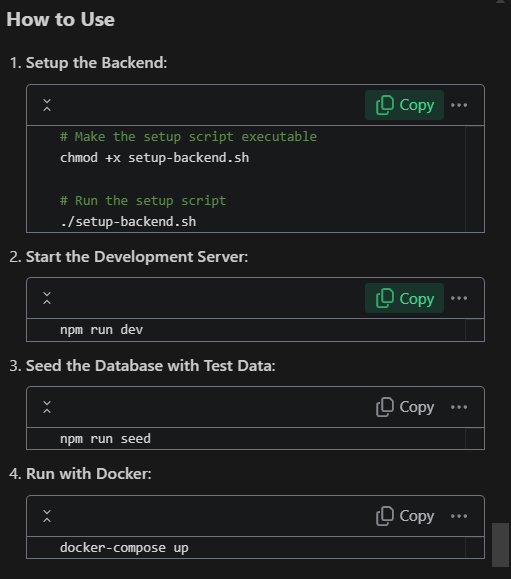 How to Use
1. Setup the Backend:
Copy ...
# Make the setup script executable
chmod +x setup-backend.sh
# Run the setup script
./setup-backend.sh
2. Start the Development Server:
Copy ...
npm run dev
3. Seed the Database with Test Data:
Copy ...
npm run seed
4. Run with Docker:
Copy ...
docker-compose up